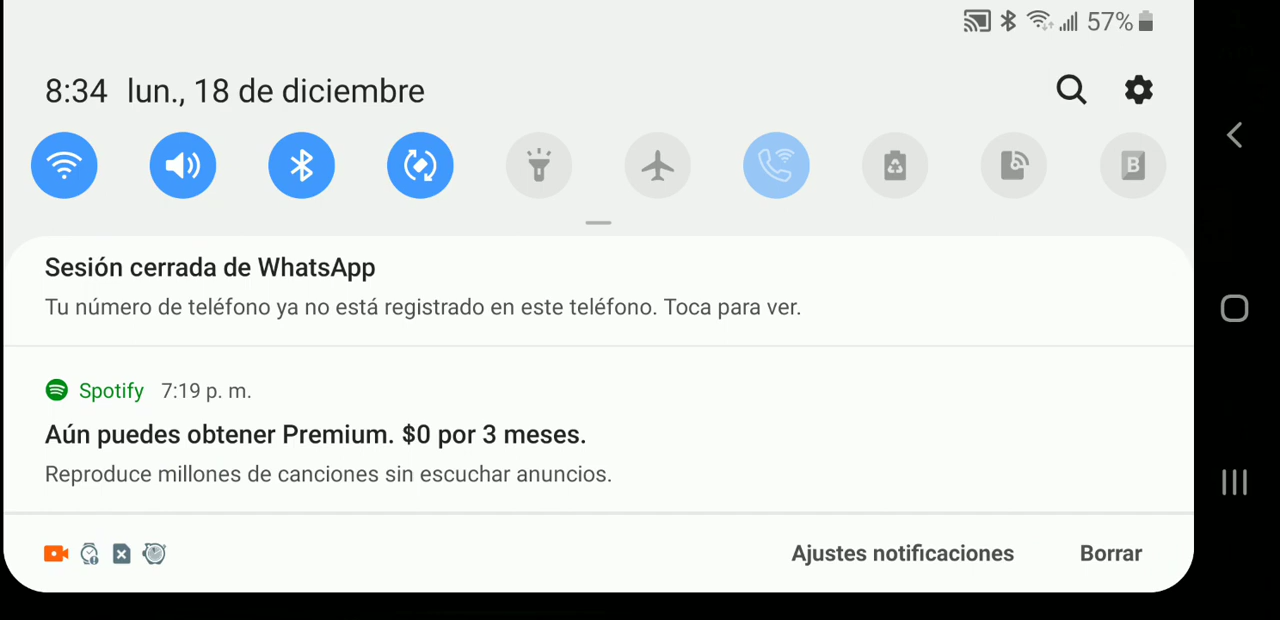 57%
8:34 lun., 18 de diciembre
B
Sesión cerrada de WhatsApp
Tu número de teléfono ya no está registrado en este teléfono. Toca para ver.
Spotify 7:19 p. m.
Aún puedes obtener Premium. $0 por 3 meses.
Reproduce millones de canciones sin escuchar anuncios.
Ajustes notificaciones Borrar